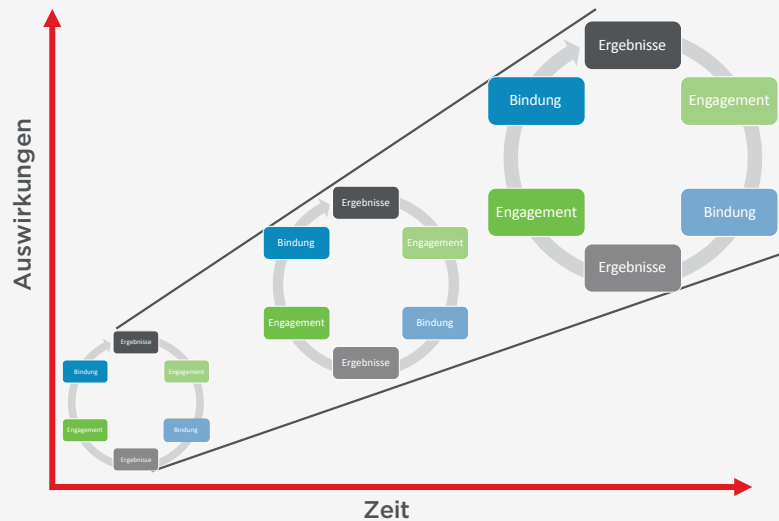 Auswirkungen
Ergebnisse
Bindung
Engagement
Engagement
Bindung
Ergebnisse
Ergebnisse
Bindung
Engagement
Engagement
Bindung
Ergebnisse
Ergebnisse
Bindung
Engagement
Engagement
Bindung
Ergebnisse
Zeit